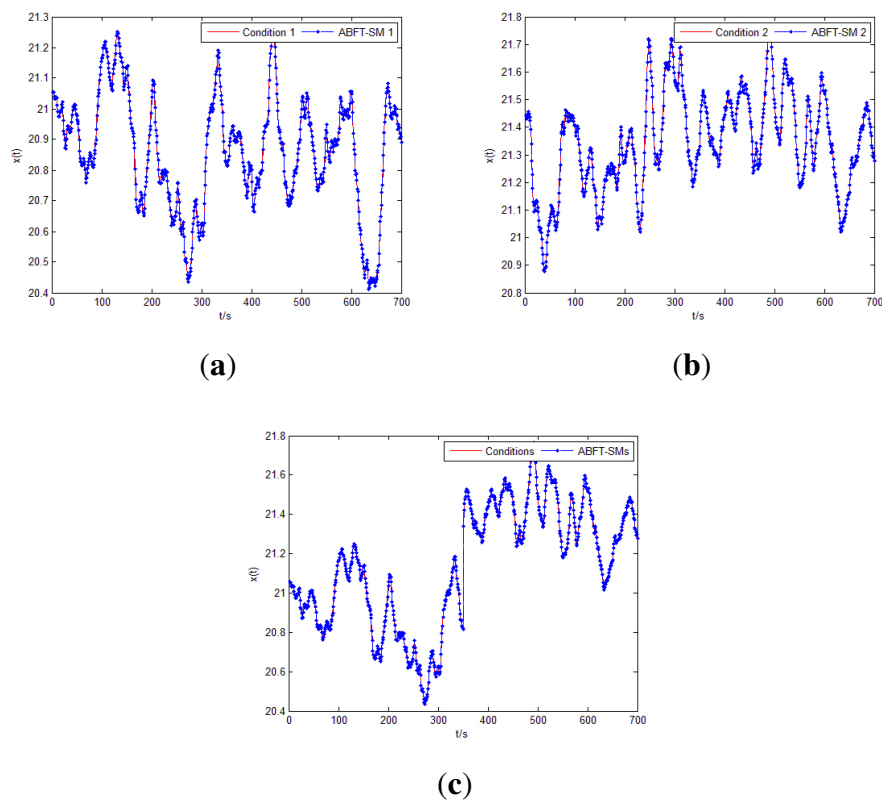 Condition 1 ABFT-SM 1
21.3
21.2
21.1
21
20.9
20.8
20.7
20.6
20.5
20.4
x(t)
0 100 200 300 400 500 600 700
t/s
(a)
Condition 2 ABFT-SM 2
21.8
21.7
21.6
21.5
21.4
21.3
21.2
21.1
21
20.9
20.8
x(t)
0 100 200 300 400 500 600 700
t/s
(b)
Conditions ABFT-SMs
21.8
21.6
21.4
21.2
21
20.8
20.6
20.4
x(t)
0 100 200 300 400 500 600 700
t/s
(c)